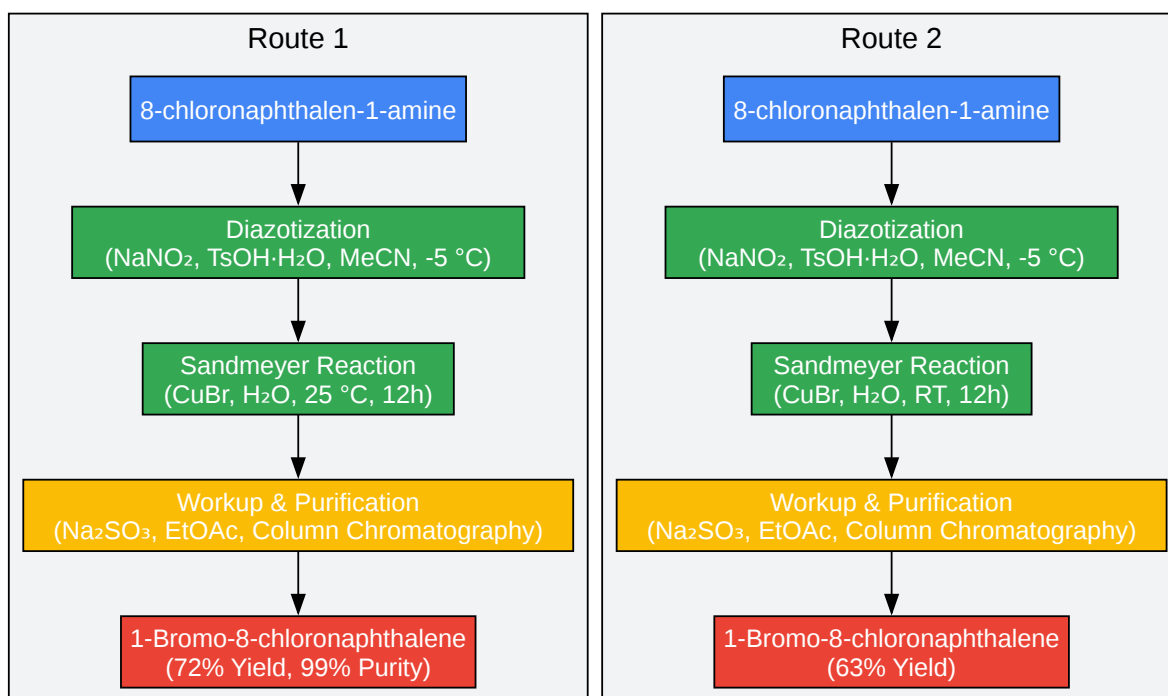 Route 1
8-chloronaphthalen-1-amine
Diazotization
(NaNO₂, TsOH·H₂O, MeCN, -5 °C)
Sandmeyer Reaction
(CuBr, H₂O, 25 °C, 12h)
Workup & Purification
(Na₂SO₃, EtOAc, Column Chromatography)
1-Bromo-8-chloronaphthalene
(72% Yield, 99% Purity)
Route 2
8-chloronaphthalen-1-amine
Diazotization
(NaNO₂, TsOH·H₂O, MeCN, -5 °C)
Sandmeyer Reaction
(CuBr, H₂O, RT, 12h)
Workup & Purification
(Na₂SO₃, EtOAc, Column Chromatography)
1-Bromo-8-chloronaphthalene
(63% Yield)